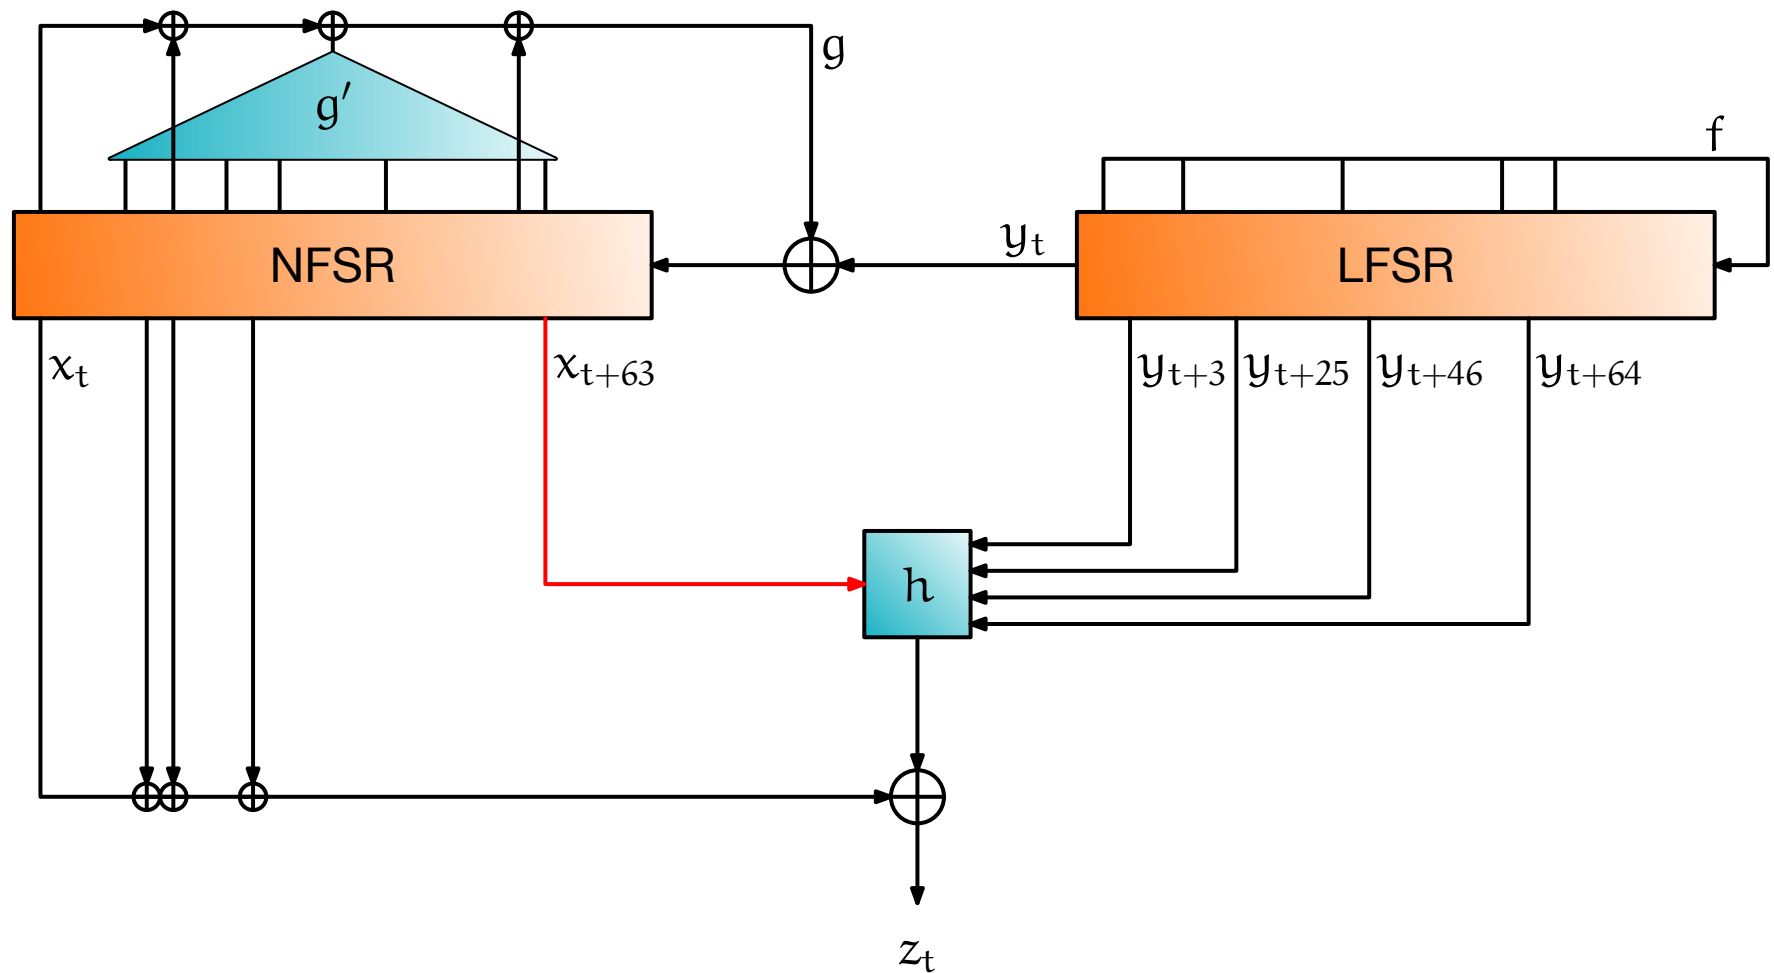 g
g′
f
NFSR
y_t
LFSR
x_t
x_{t+63}
y_{t+3}
y_{t+25}
y_{t+46}
y_{t+64}
h
z_t